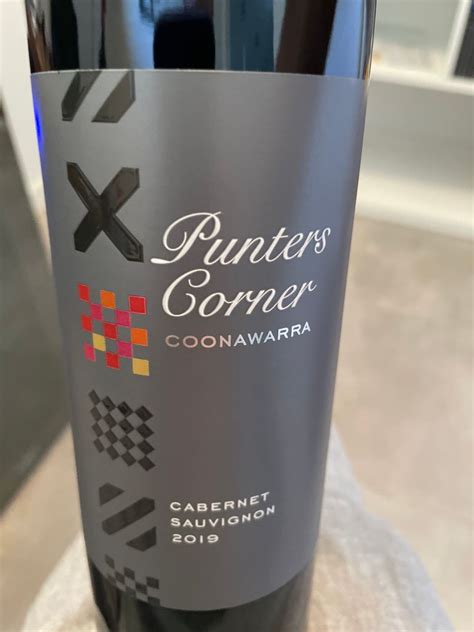 Punters
Corner
COONAWARRA
CABERNET
SAUVIGNON
2019